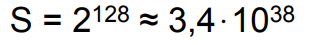 S = 2¹²⁸ ≈ 3,4·10³⁸